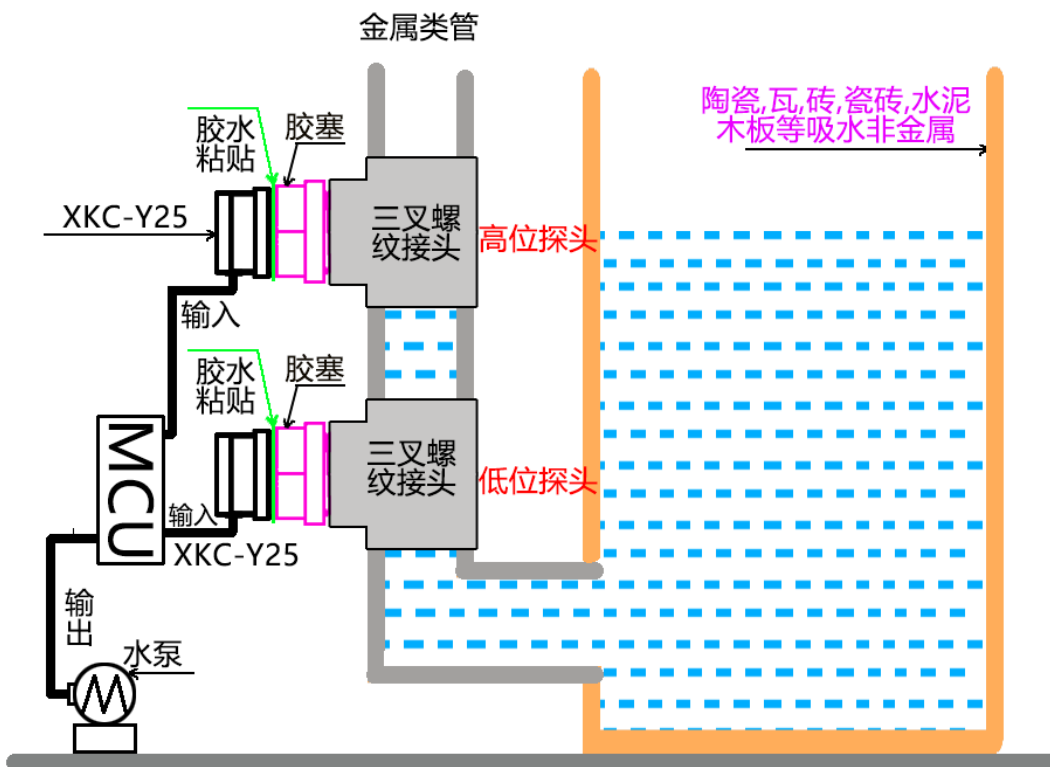 金属类管
陶瓷,瓦,砖,瓷砖,水泥
木板等吸水非金属
胶水
粘贴
胶塞
XKC-Y25
三叉螺
纹接头
高位探头
输入
胶水
粘贴
胶塞
三叉螺
纹接头
低位探头
MCU
输入
XKC-Y25
输出
水泵